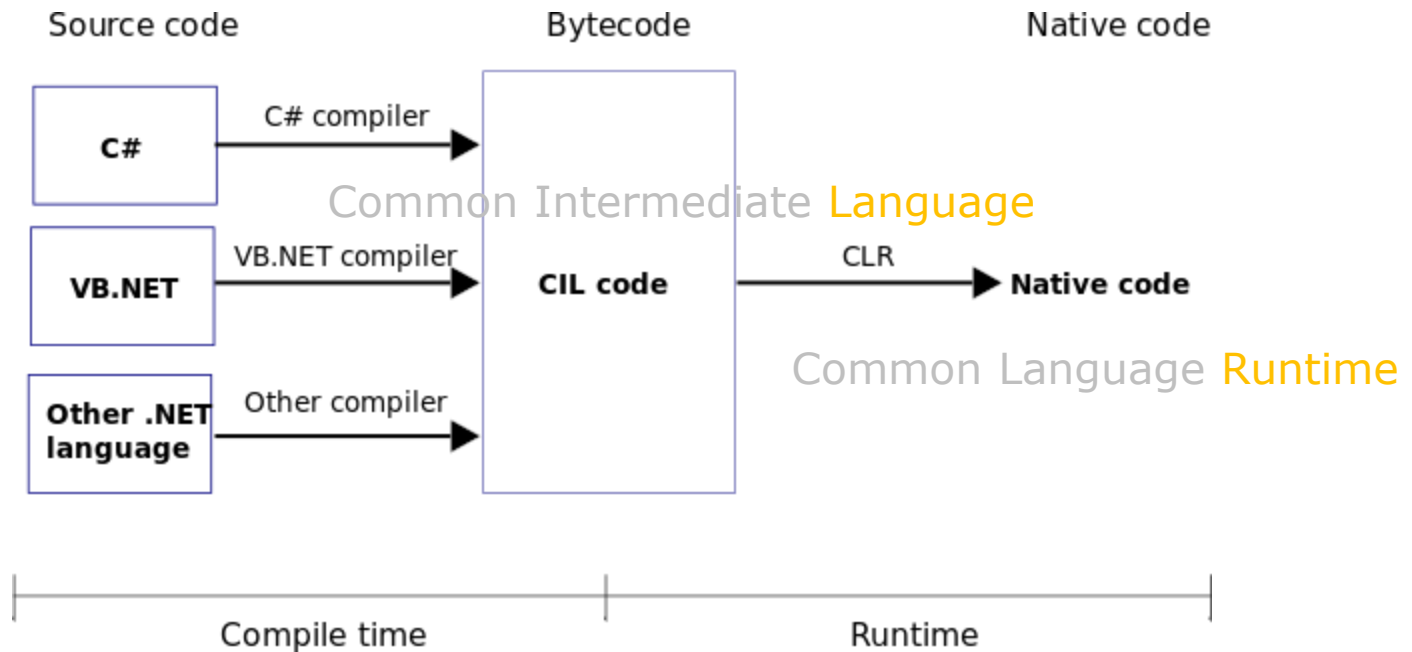 Source code
Bytecode
Native code
C# compiler
C#
Common Intermediate Language
VB.NET compiler
CLR
VB.NET
CIL code
Native code
Common Language Runtime
Other compiler
Other .NET
language
Compile time
Runtime